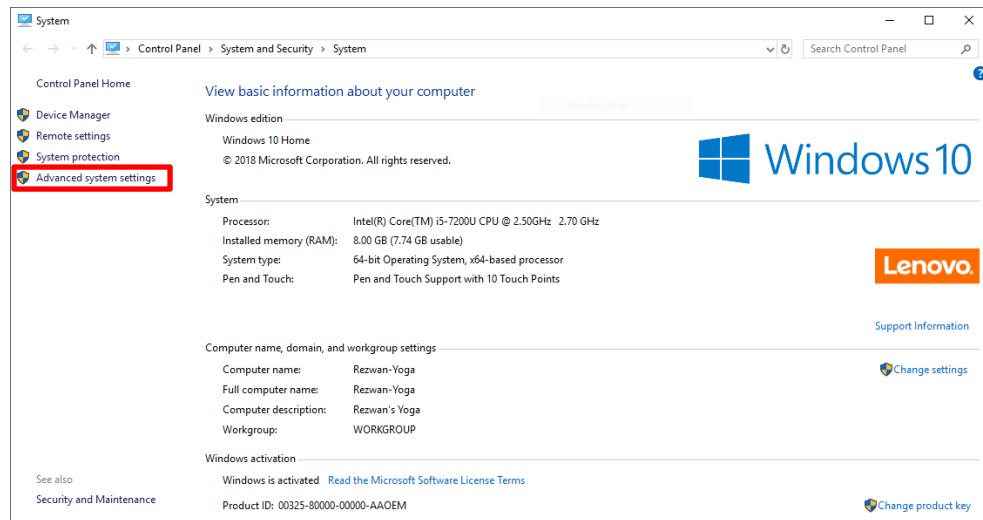 System
Control Panel > System and Security > System
Search Control Panel
?
Control Panel Home
Device Manager
Remote settings
System protection
Advanced system settings
View basic information about your computer
Windows edition
Windows 10 Home
© 2018 Microsoft Corporation. All rights reserved.
Windows 10
System
Processor: Intel(R) Core(TM) i5-7200U CPU @ 2.50GHz 2.70 GHz
Installed memory (RAM): 8.00 GB (7.74 GB usable)
System type: 64-bit Operating System, x64-based processor
Pen and Touch: Pen and Touch Support with 10 Touch Points
Lenovo.
Support Information
Computer name, domain, and workgroup settings
Computer name: Rezwan-Yoga
Change settings
Full computer name: Rezwan-Yoga
Computer description: Rezwan's Yoga
Workgroup: WORKGROUP
Windows activation
Windows is activated Read the Microsoft Software License Terms
Product ID: 00325-80000-00000-AAOEM
Change product key
See also
Security and Maintenance